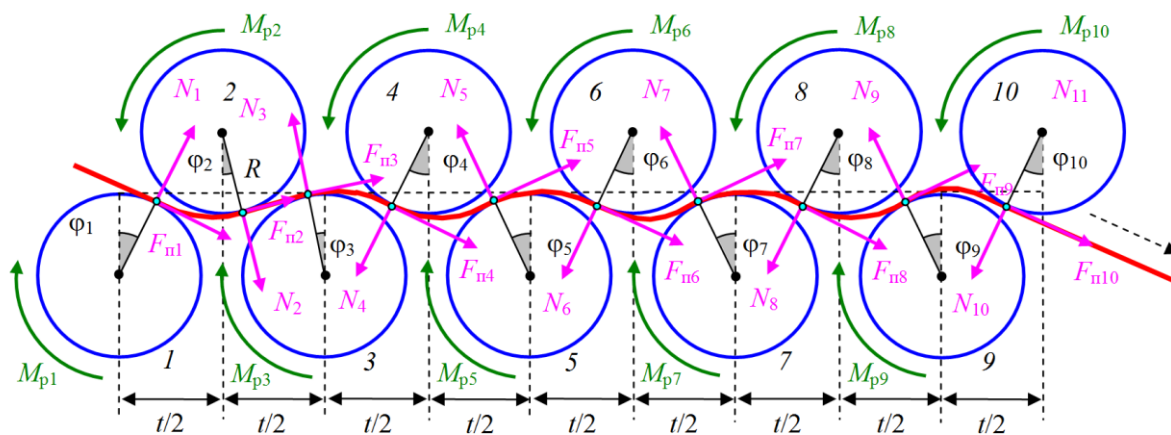 Mр2 Mр4 Mр6 Mр8 Mр10
N1 2 N3 4 N5 6 N7 8 N9 10 N11
φ2 R Fп3 φ4 Fп5 φ6 Fп7 φ8 Fп9 φ10
φ1 Fп1 Fп2 φ3 Fп4 φ5 Fп6 φ7 Fп8 φ9 Fп10
N2 N4 N6 N8 N10
Mр1 1 Mр3 3 Mр5 5 Mр7 7 Mр9 9
t/2 t/2 t/2 t/2 t/2 t/2 t/2 t/2 t/2